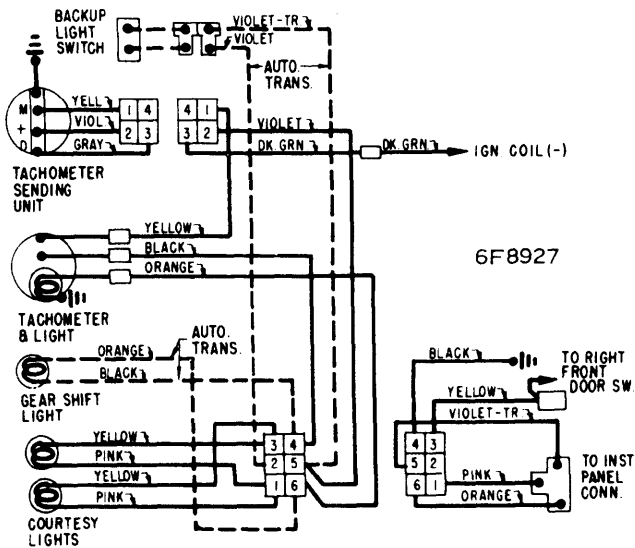 BACKUP
LIGHT
SWITCH
VIOLET-TR.
VIOLET
AUTO.
TRANS.
M
+
D
YELL
VIOL
GRAY
1 4
2 3
4 1
3 2
VIOLET
DK.GRN
DK.GRN
IGN. COIL (-)
TACHOMETER
SENDING
UNIT
YELLOW
BLACK
ORANGE
6F8927
TACHOMETER
& LIGHT
AUTO.
TRANS.
ORANGE
BLACK
GEAR SHIFT
LIGHT
YELLOW
PINK
YELLOW
PINK
COURTESY
LIGHTS
3 4
2 5
1 6
BLACK
TO RIGHT
FRONT
DOOR SW.
YELLOW
VIOLET-TR.
4 3
5 2
6 1
PINK
ORANGE
TO INST
PANEL
CONN.